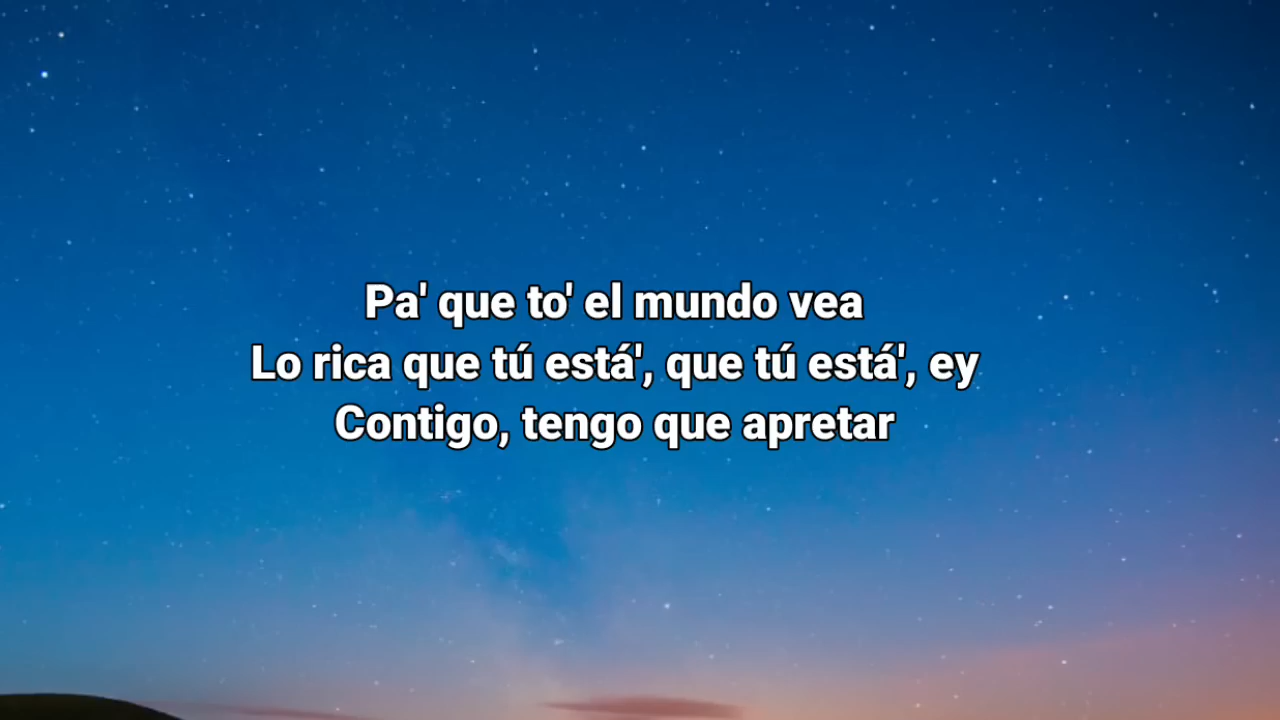 Pa' que to' el mundo vea
Lo rica que tú está', que tú está', ey
Contigo, tengo que apretar